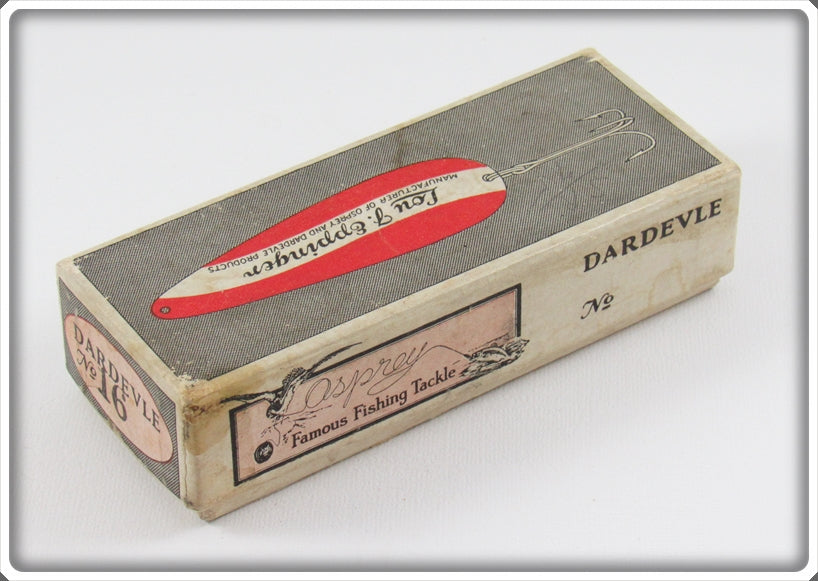 Lou J. Eppinger
MANUFACTURER OF OSPREY AND DARDEVLE PRODUCTS
DARDEVLE
No
Osprey
Famous Fishing Tackle
DARDEVLE
No
16